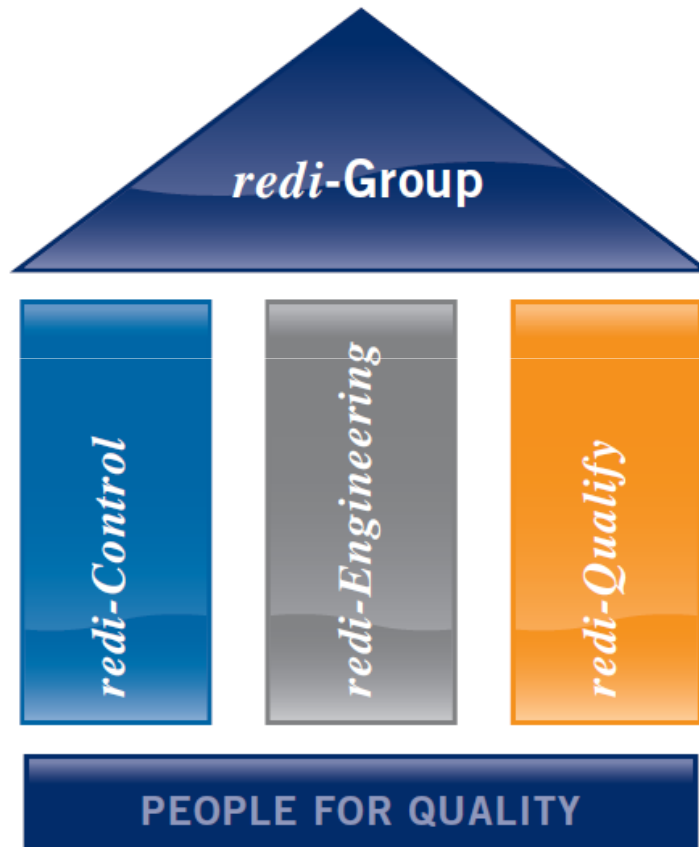 redi-Group
redi-Control
redi-Engineering
redi-Qualify
PEOPLE FOR QUALITY